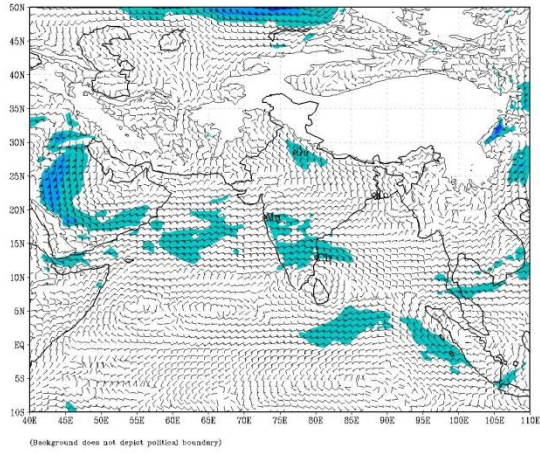 50N
45N
40N
35N
30N
25N
20N
15N
10N
5N
EQ
5S
10S
40E 45E 50E 55E 60E 65E 70E 75E 80E 85E 90E 95E 100E 105E 110E
(Background does not depict political boundary)